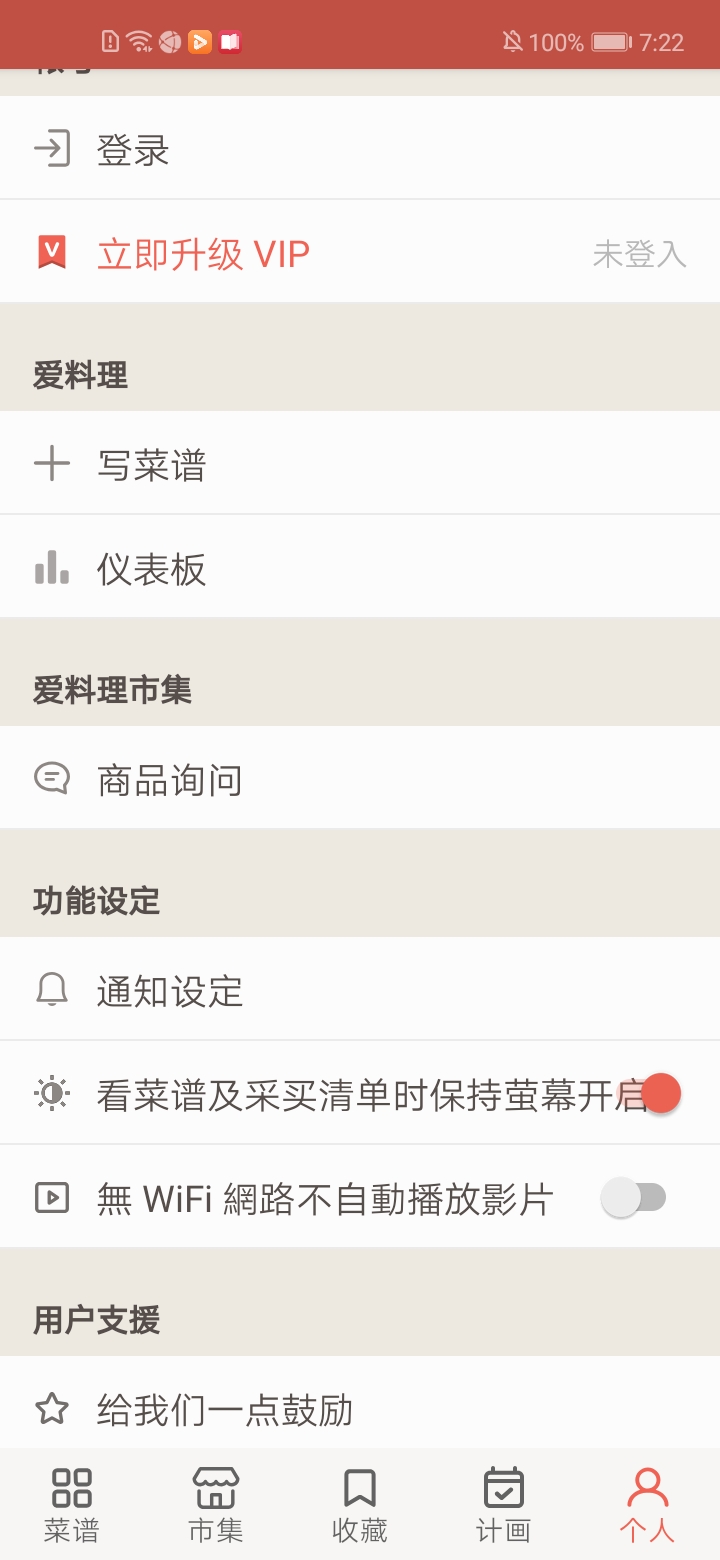 100% 7:22
登录
立即升级 VIP 未登入
爱料理
写菜谱
仪表板
爱料理市集
商品询问
功能设定
通知设定
看菜谱及采买清单时保持萤幕开启
無 WiFi 網路不自動播放影片
用户支援
给我们一点鼓励
菜谱 市集 收藏 计画 个人